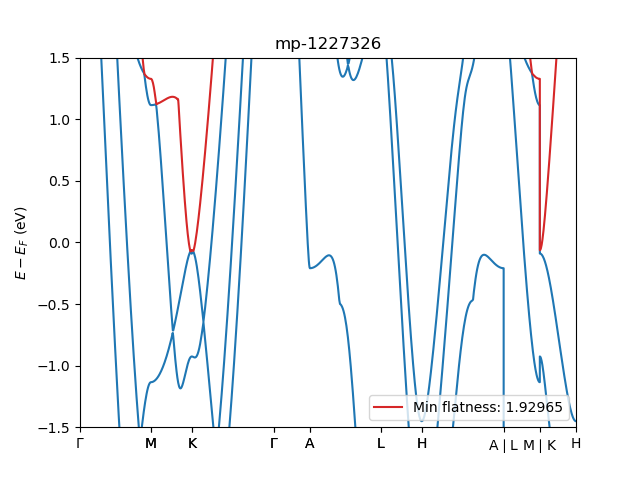 mp-1227326
E − E_F (eV)
1.5
1.0
0.5
0.0
−0.5
−1.0
−1.5
Min flatness: 1.92965
Γ M K Γ A L H A | L M | K H